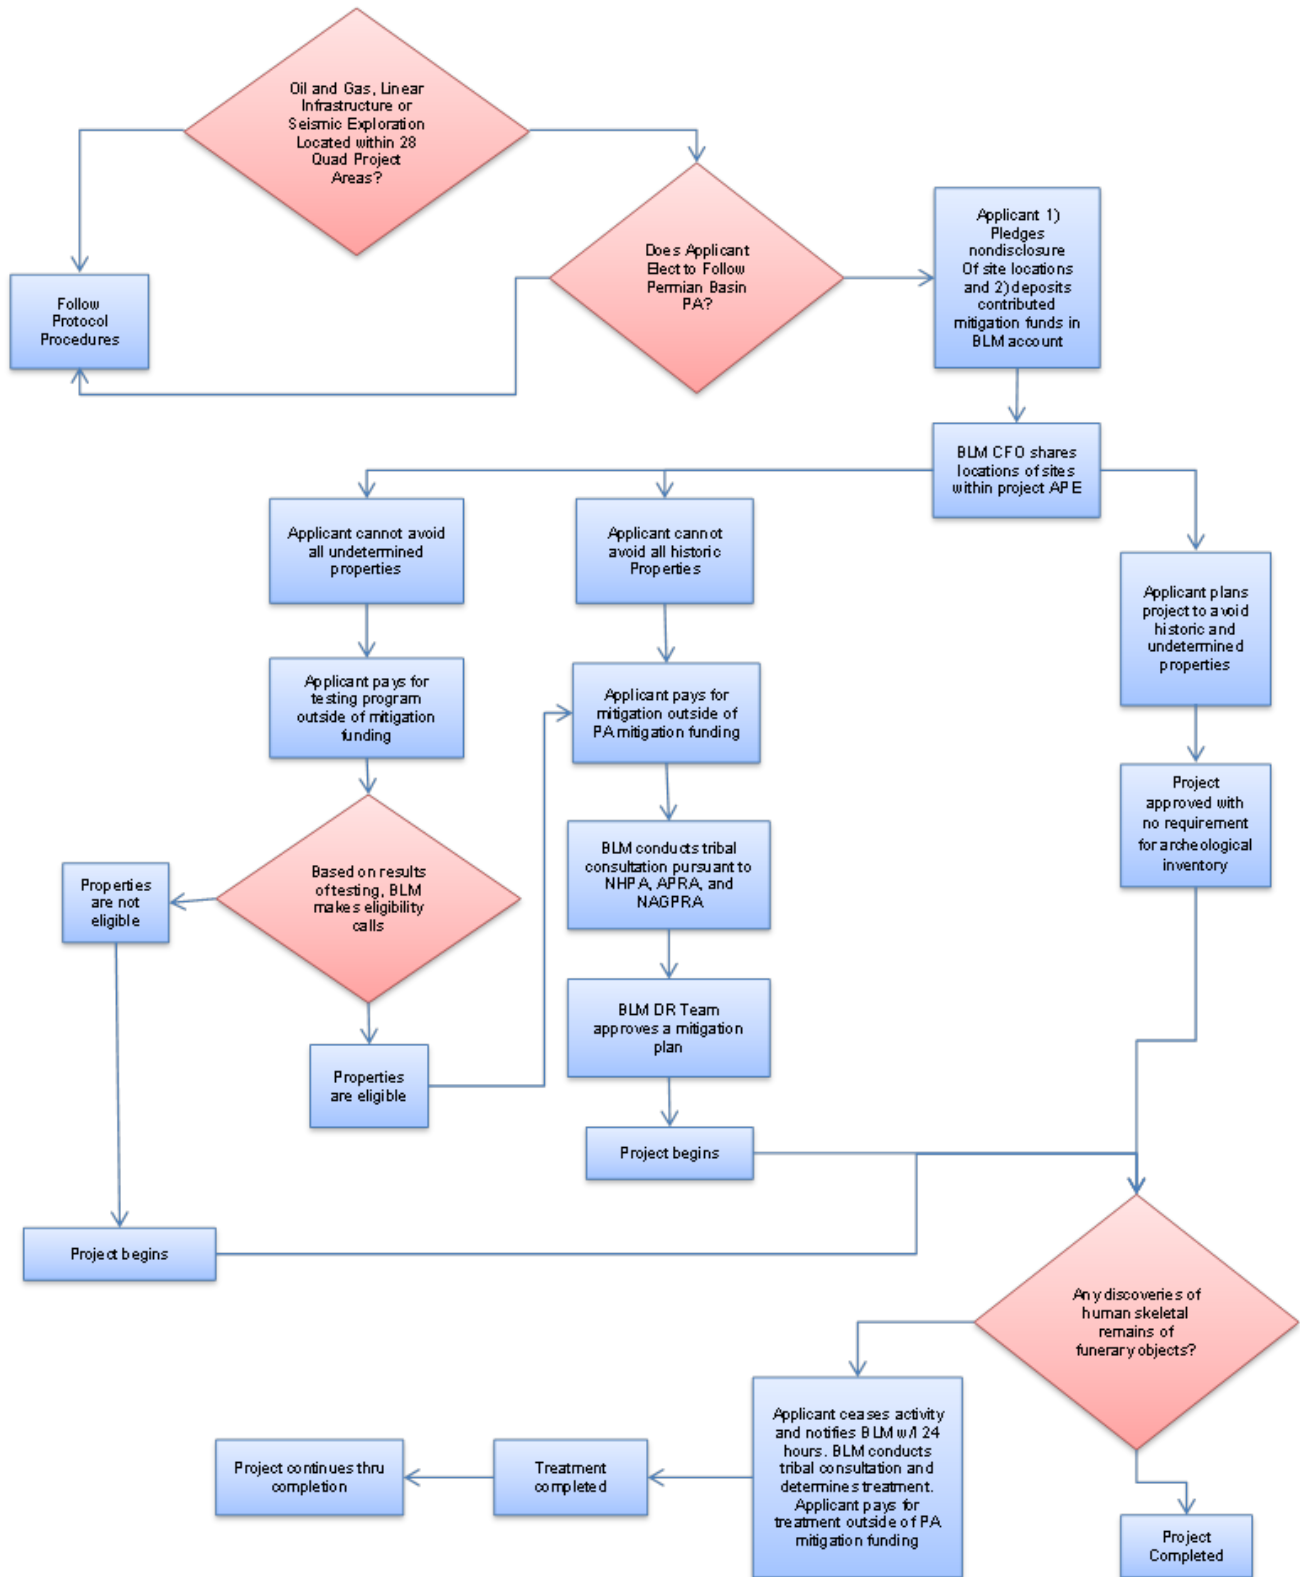 Oil and Gas, Linear
Infrastructure or
Seismic Exploration
Located within 28
Quad Project
Areas?
Does Applicant
Elect to Follow
Permian Basin
PA?
Applicant 1)
Pledges
nondisclosure
Of site locations
and 2) deposits
contributed
mitigation funds in
BLM account
Follow
Protocol
Procedures
BLM CFO shares
locations of sites
within project APE
Applicant cannot avoid
all undetermined
properties
Applicant cannot
avoid all historic
Properties
Applicant plans
project to avoid
historic and
undetermined
properties
Applicant pays for
testing program
outside of mitigation
funding
Applicant pays for
mitigation outside of
PA mitigation funding
Project
approved with
no requirement
for archeological
inventory
Based on results
of testing, BLM
makes eligibility
calls
BLM conducts tribal
consultation pursuant to
NHPA, APRA, and
NAGPRA
Properties
are not
eligible
BLM DR Team
approves a mitigation
plan
Properties
are eligible
Project begins
Project begins
Any discoveries of
human skeletal
remains of
funerary objects?
Applicant ceases activity
and notifies BLM w/I 24
hours. BLM conducts
tribal consultation and
determines treatment.
Applicant pays for
treatment outside of PA
mitigation funding
Treatment
completed
Project continues thru
completion
Project
Completed